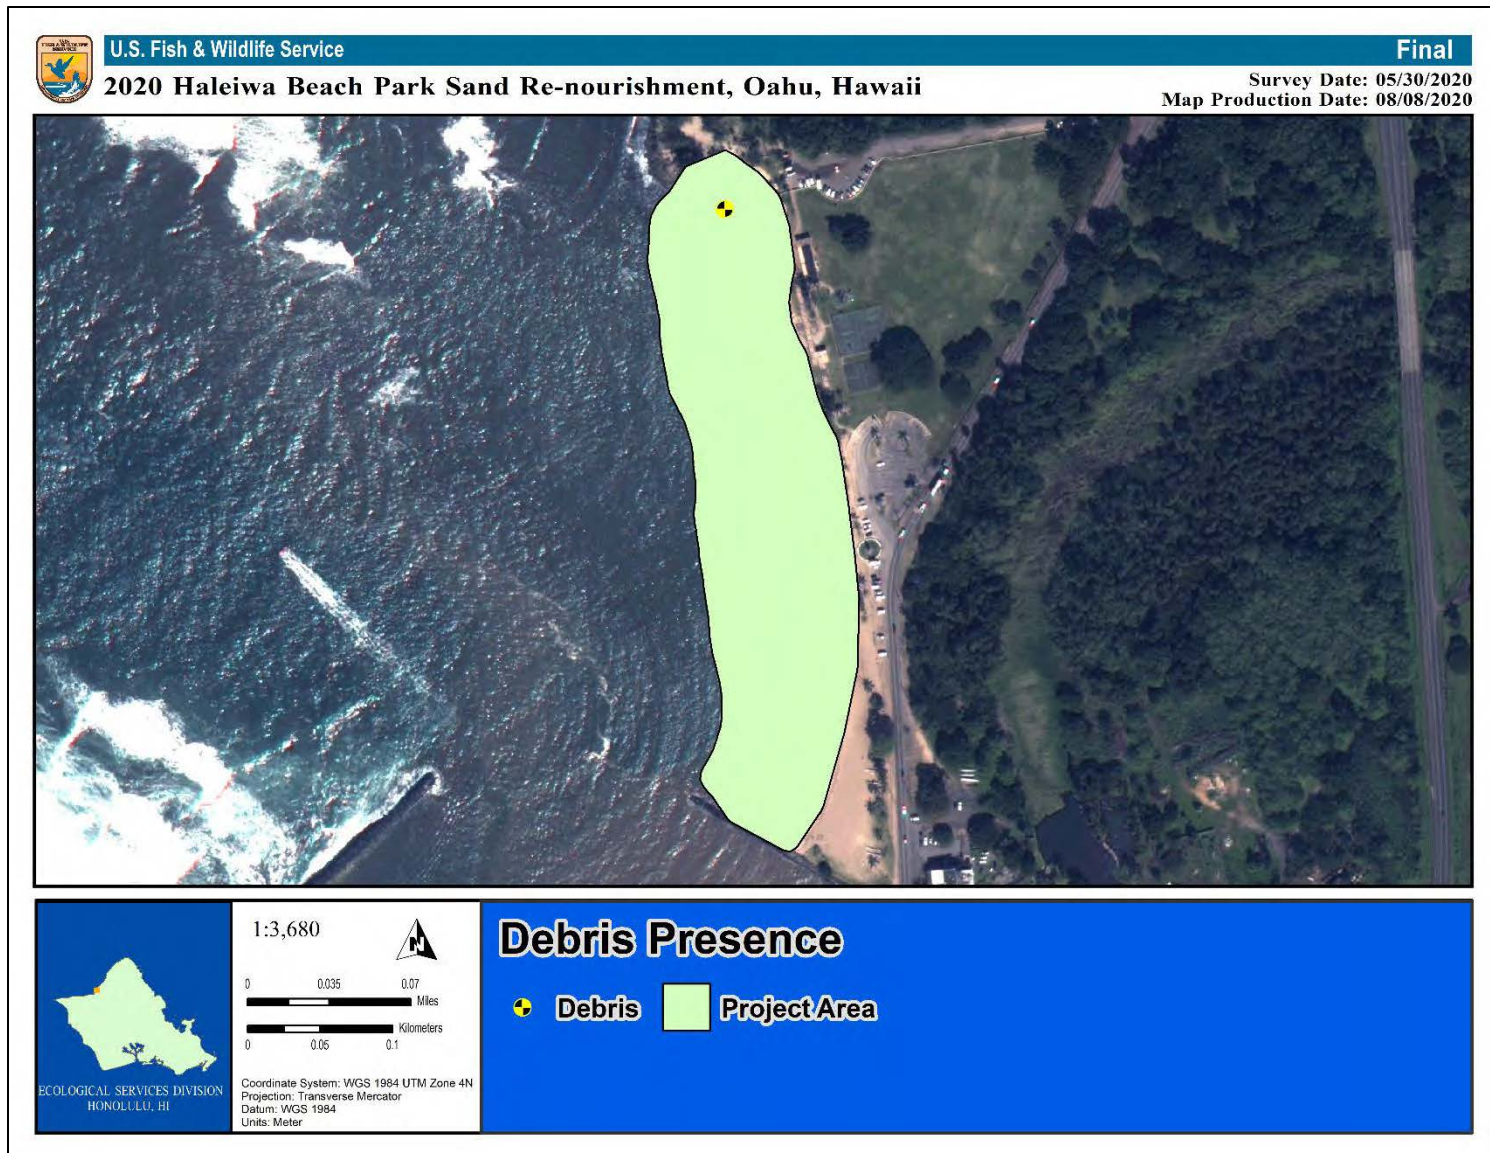 U.S. Fish & Wildlife Service
Final
2020 Haleiwa Beach Park Sand Re-nourishment, Oahu, Hawaii
Survey Date: 05/30/2020
Map Production Date: 08/08/2020
1:3,680
N
0 0.035 0.07
Miles
Kilometers
0 0.05 0.1
Coordinate System: WGS 1984 UTM Zone 4N
Projection: Transverse Mercator
Datum: WGS 1984
Units: Meter
ECOLOGICAL SERVICES DIVISION
HONOLULU, HI
Debris Presence
Debris
Project Area